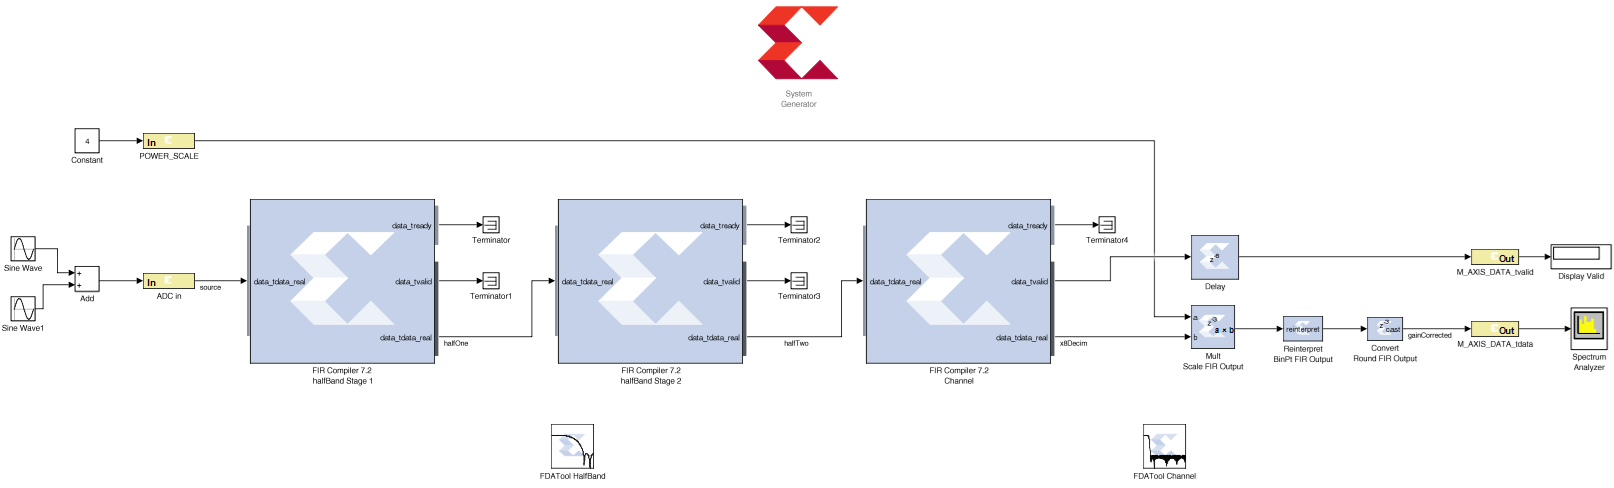 System
Generator
4
Constant
In
POWER_SCALE
Sine Wave
Sine Wave1
+
+
Add
In
ADC in
source
data_tdata_real
data_tready
data_tvalid
data_tdata_real
FIR Compiler 7.2
halfBand Stage 1
Terminator
Terminator1
halfOne
data_tdata_real
data_tready
data_tvalid
data_tdata_real
FIR Compiler 7.2
halfBand Stage 2
Terminator2
Terminator3
halfTwo
data_tdata_real
data_tready
data_tvalid
data_tdata_real
FIR Compiler 7.2
Channel
Terminator4
x8Decim
z-6
Delay
a
b
z-3
a × b
Mult
Scale FIR Output
reinterpret
Reinterpret
BinPt FIR Output
z-3
cast
Convert
Round FIR Output
gainCorrected
Out
M_AXIS_DATA_tvalid
Display Valid
Out
M_AXIS_DATA_tdata
Spectrum
Analyzer
FDATool HalfBand
FDATool Channel